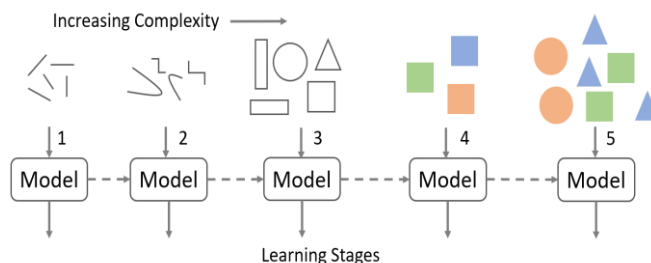 Increasing Complexity
1 2 3 4 5
Model Model Model Model Model
Learning Stages